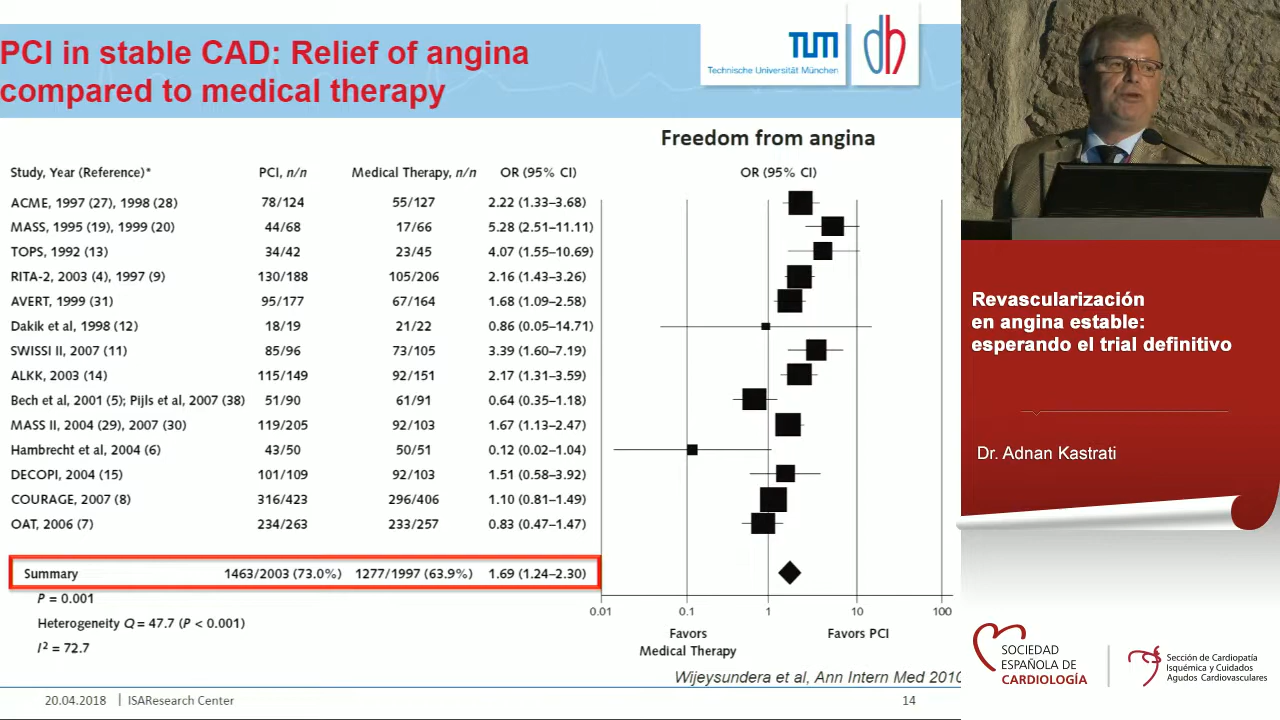 PCI in stable CAD: Relief of angina
compared to medical therapy
TUM
Technische Universität München
dh
Freedom from angina
Study, Year (Reference)* PCI, n/n Medical Therapy, n/n OR (95% CI) OR (95% CI)
ACME, 1997 (27), 1998 (28) 78/124 55/127 2.22 (1.33–3.68)
MASS, 1995 (19), 1999 (20) 44/68 17/66 5.28 (2.51–11.11)
TOPS, 1992 (13) 34/42 23/45 4.07 (1.55–10.69)
RITA-2, 2003 (4), 1997 (9) 130/188 105/206 2.16 (1.43–3.26)
AVERT, 1999 (31) 95/177 67/164 1.68 (1.09–2.58)
Dakik et al, 1998 (12) 18/19 21/22 0.86 (0.05–14.71)
SWISSI II, 2007 (11) 85/96 73/105 3.39 (1.60–7.19)
ALKK, 2003 (14) 115/149 92/151 2.17 (1.31–3.59)
Bech et al, 2001 (5); Pijls et al, 2007 (38) 51/90 61/91 0.64 (0.35–1.18)
MASS II, 2004 (29), 2007 (30) 119/205 92/103 1.67 (1.13–2.47)
Hambrecht et al, 2004 (6) 43/50 50/51 0.12 (0.02–1.04)
DECOPI, 2004 (15) 101/109 92/103 1.51 (0.58–3.92)
COURAGE, 2007 (8) 316/423 296/406 1.10 (0.81–1.49)
OAT, 2006 (7) 234/263 233/257 0.83 (0.47–1.47)
Summary 1463/2003 (73.0%) 1277/1997 (63.9%) 1.69 (1.24–2.30)
P = 0.001
Heterogeneity Q = 47.7 (P < 0.001)
I² = 72.7
0.01 0.1 1 10 100
Favors
Medical Therapy
Favors PCI
Wijeysundera et al, Ann Intern Med 2010
20.04.2018 | ISAResearch Center 14
Revascularización
en angina estable:
esperando el trial definitivo
Dr. Adnan Kastrati
SOCIEDAD
ESPAÑOLA DE
CARDIOLOGÍA
Sección de Cardiopatía
Isquémica y Cuidados
Agudos Cardiovasculares